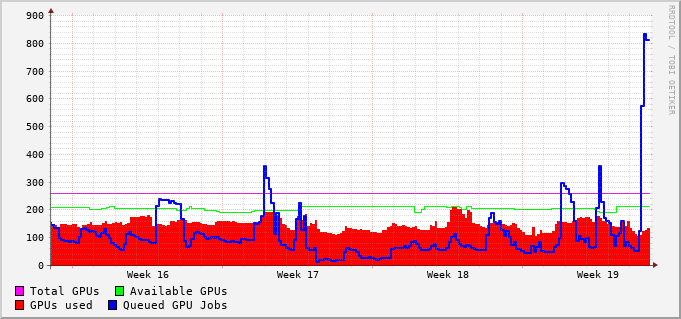 900
800
700
600
500
400
300
200
100
0
Week 16 Week 17 Week 18 Week 19
Total GPUs Available GPUs
GPUs used Queued GPU Jobs
RRDTOOL / TOBI OETIKER